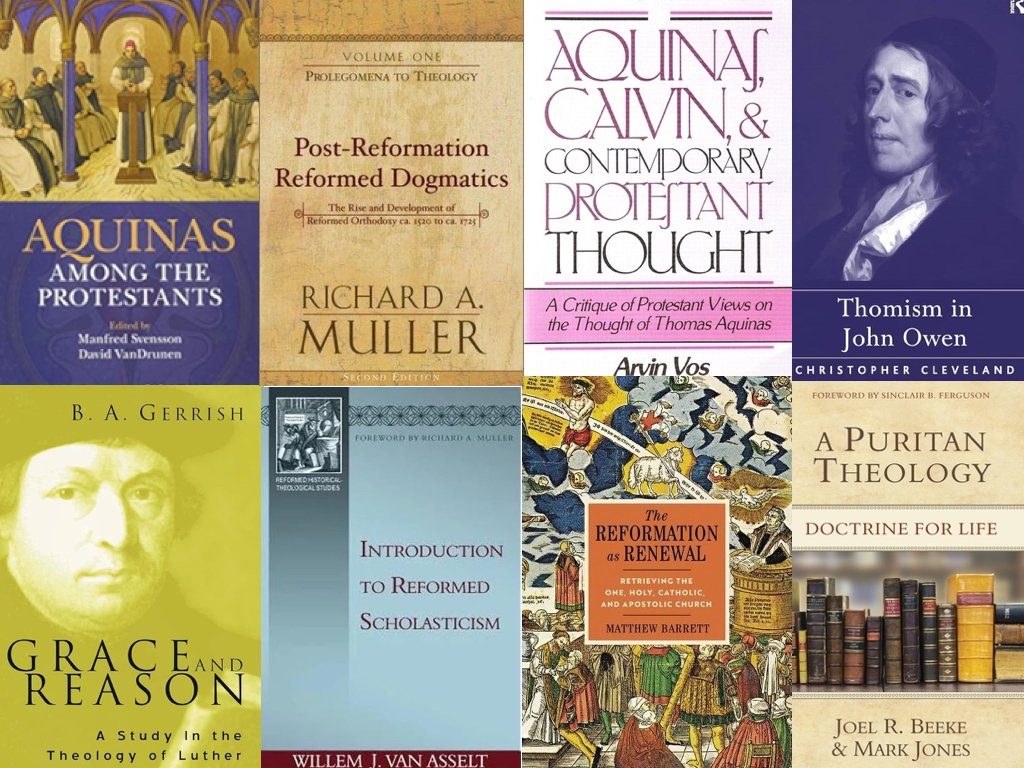 AQUINAS
AMONG THE
PROTESTANTS
Edited by
Manfred Svensson
David VanDrunen
VOLUME ONE
PROLEGOMENA TO THEOLOGY
Post-Reformation
Reformed Dogmatics
The Rise and Development of
Reformed Orthodoxy ca. 1520 to ca. 1725
RICHARD A.
MULLER
SECOND EDITION
AQUINAS,
CALVIN, &
CONTEMPORARY
PROTESTANT
THOUGHT
A Critique of Protestant Views on
the Thought of Thomas Aquinas
Arvin Vos
Thomism in
John Owen
CHRISTOPHER CLEVELAND
B. A. GERRISH
GRACE AND
REASON
A Study In the
Theology of Luther
FOREWORD BY RICHARD A. MULLER
REFORMED HISTORICAL-
THEOLOGICAL STUDIES
INTRODUCTION
TO REFORMED
SCHOLASTICISM
WILLEM J. VAN ASSELT
The
REFORMATION
as RENEWAL
RETRIEVING THE
ONE, HOLY, CATHOLIC,
AND APOSTOLIC CHURCH
MATTHEW BARRETT
FOREWORD BY SINCLAIR B. FERGUSON
A PURITAN
THEOLOGY
DOCTRINE FOR LIFE
JOEL R. BEEKE
& MARK JONES